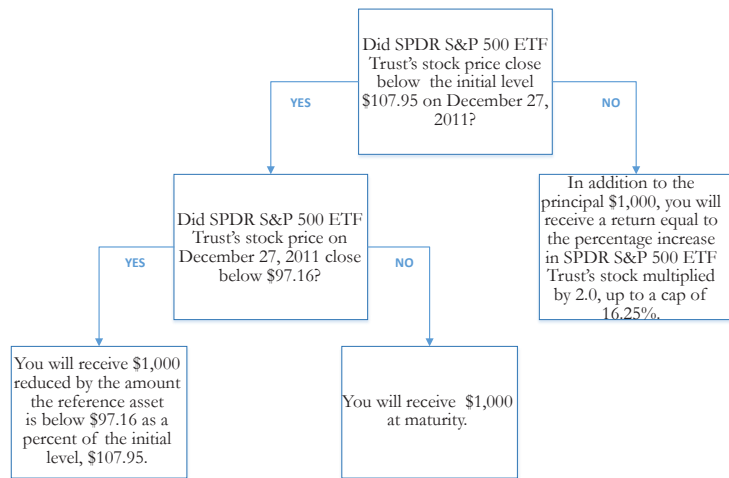 Did SPDR S&P 500 ETF
Trust's stock price close
below the initial level
$107.95 on December 27,
2011?
YES
NO
Did SPDR S&P 500 ETF
Trust's stock price on
December 27, 2011 close
below $97.16?
In addition to the
principal $1,000, you will
receive a return equal to
the percentage increase
in SPDR S&P 500 ETF
Trust's stock multiplied
by 2.0, up to a cap of
16.25%.
YES
NO
You will receive $1,000
reduced by the amount
the reference asset
is below $97.16 as a
percent of the initial
level, $107.95.
You will receive $1,000
at maturity.